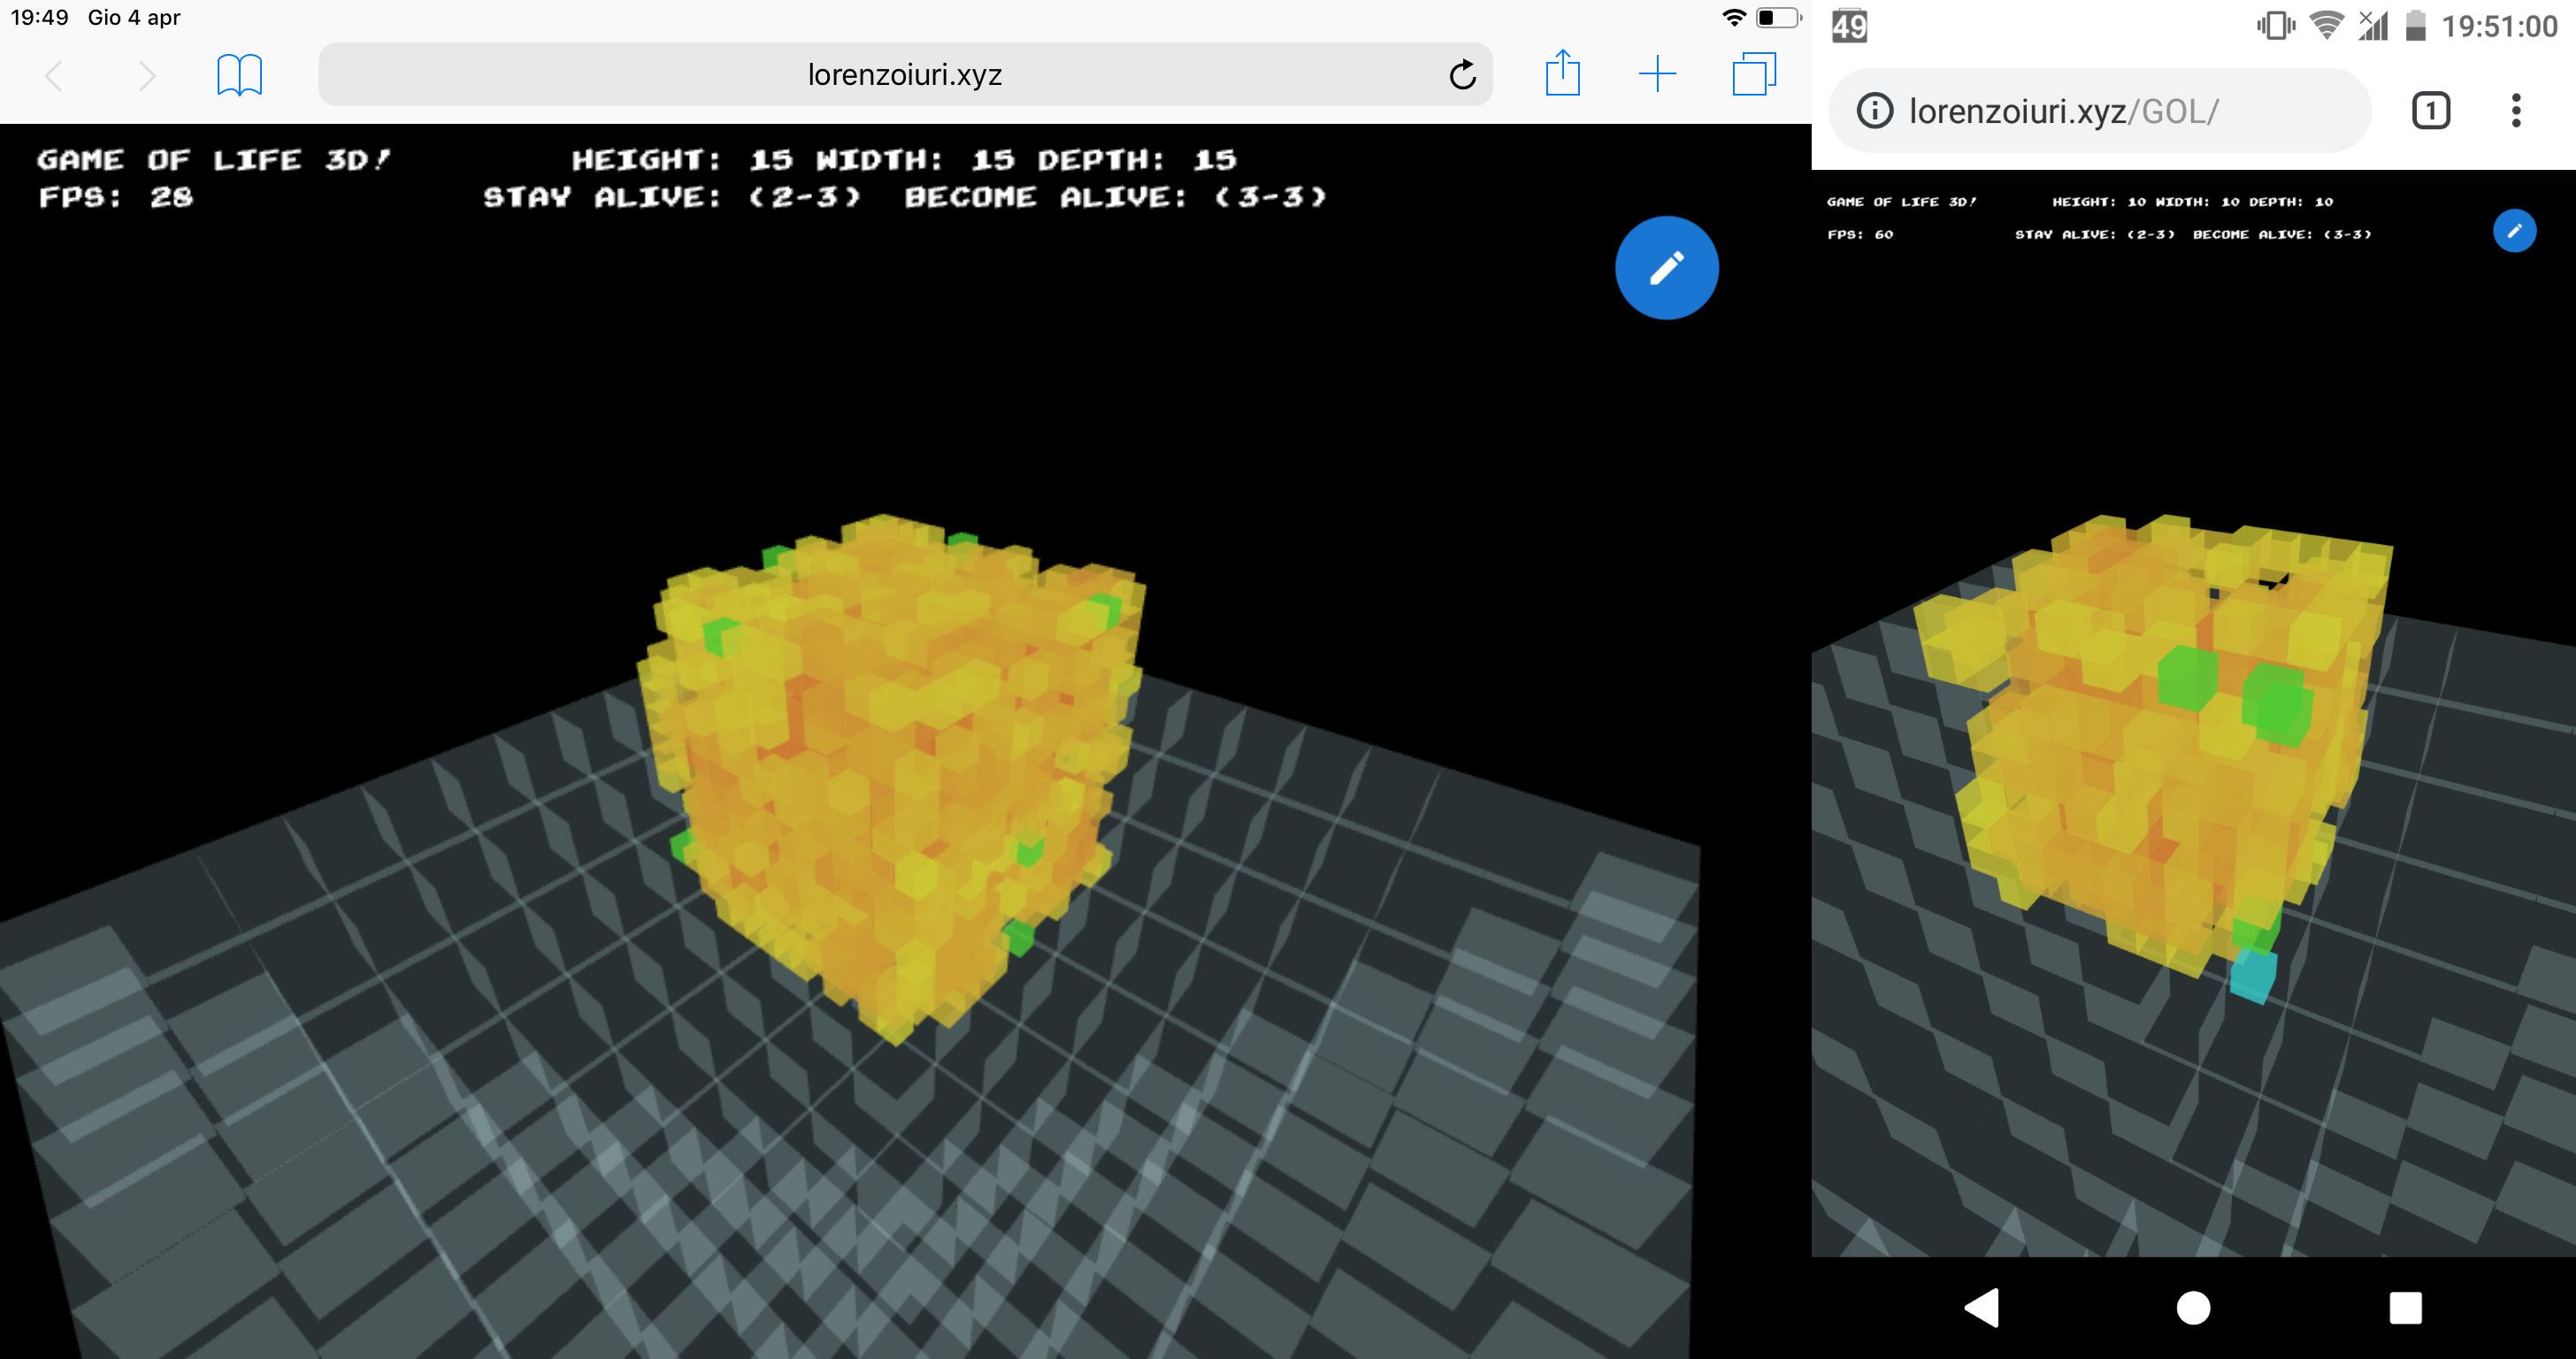 19:49 Gio 4 apr
lorenzoiuri.xyz
GAME OF LIFE 3D! HEIGHT: 15 WIDTH: 15 DEPTH: 15
FPS: 28 STAY ALIVE: (2-3) BECOME ALIVE: (3-3)
49 19:51:00
lorenzoiuri.xyz/GOL/ 1
GAME OF LIFE 3D! HEIGHT: 10 WIDTH: 10 DEPTH: 10
FPS: 60 STAY ALIVE: (2-3) BECOME ALIVE: (3-3)